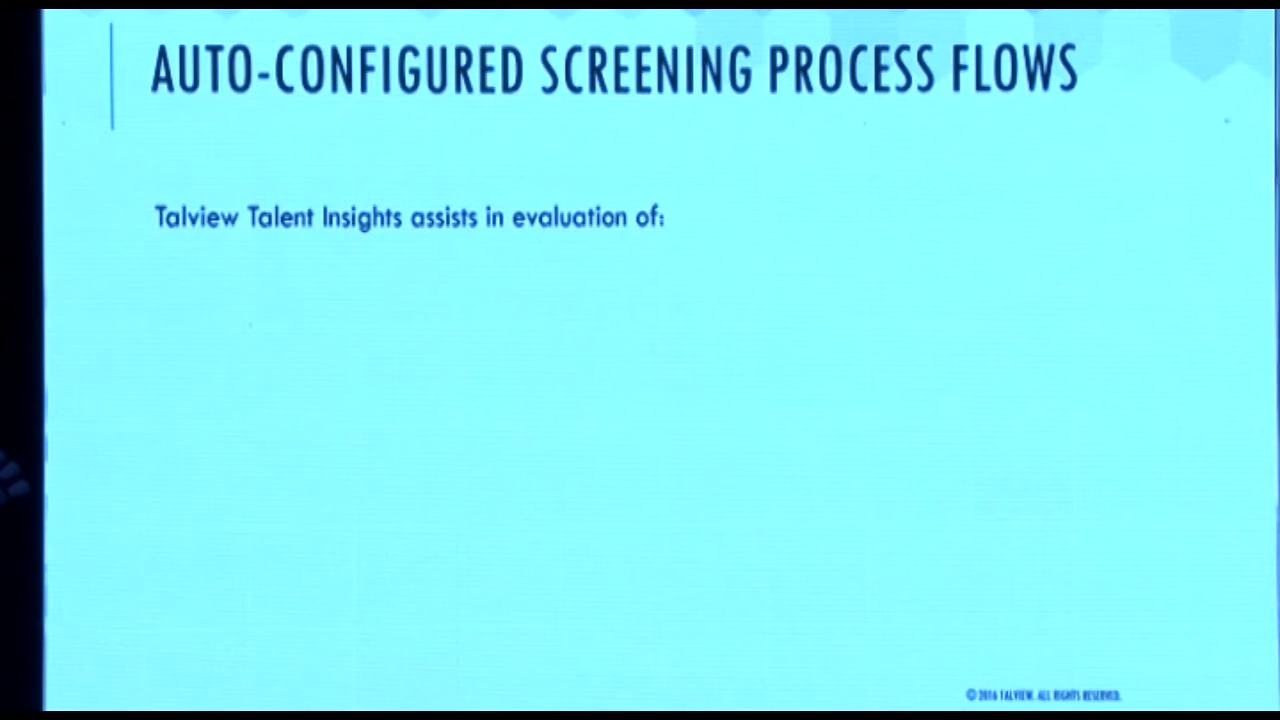 AUTO-CONFIGURED SCREENING PROCESS FLOWS
Talview Talent Insights assists in evaluation of:
© 2016 TALVIEW. ALL RIGHTS RESERVED.